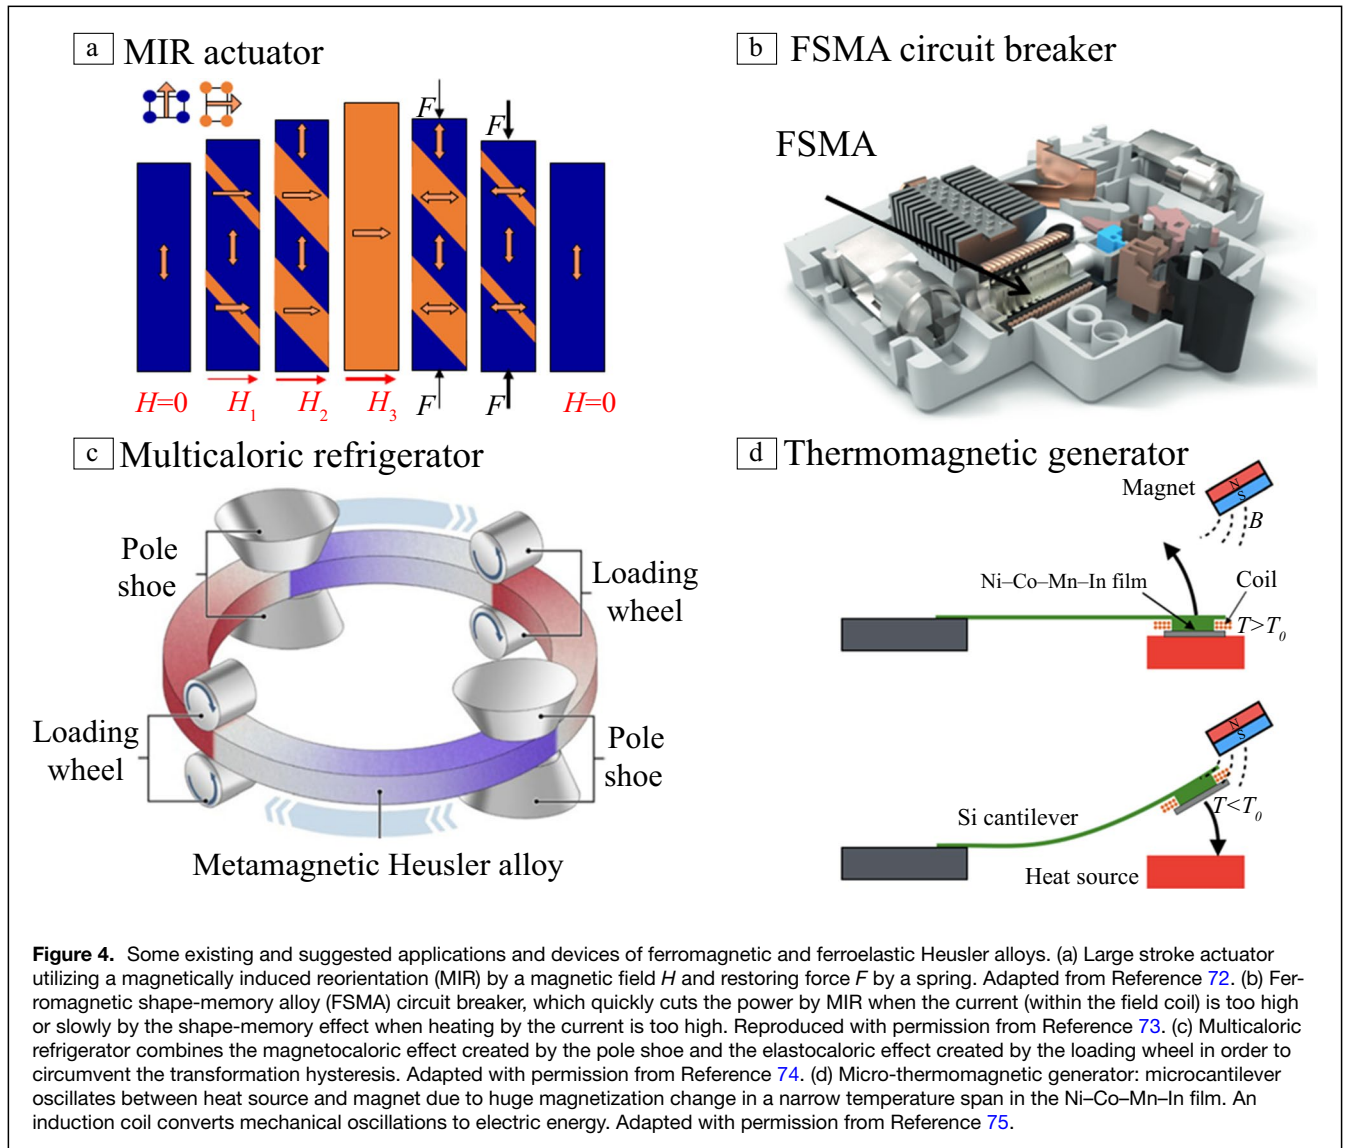 a MIR actuator
F
F
H=0
H1
H2
H3
F
F
H=0
b FSMA circuit breaker
FSMA
c Multicaloric refrigerator
Pole
shoe
Loading
wheel
Loading
wheel
Pole
shoe
Metamagnetic Heusler alloy
d Thermomagnetic generator
Magnet
N
S
B
Ni–Co–Mn–In film
Coil
T>T0
N
S
Si cantilever
T<T0
Heat source
Figure 4. Some existing and suggested applications and devices of ferromagnetic and ferroelastic Heusler alloys. (a) Large stroke actuator
utilizing a magnetically induced reorientation (MIR) by a magnetic field H and restoring force F by a spring. Adapted from Reference 72. (b) Fer-
romagnetic shape-memory alloy (FSMA) circuit breaker, which quickly cuts the power by MIR when the current (within the field coil) is too high
or slowly by the shape-memory effect when heating by the current is too high. Reproduced with permission from Reference 73. (c) Multicaloric
refrigerator combines the magnetocaloric effect created by the pole shoe and the elastocaloric effect created by the loading wheel in order to
circumvent the transformation hysteresis. Adapted with permission from Reference 74. (d) Micro-thermomagnetic generator: microcantilever
oscillates between heat source and magnet due to huge magnetization change in a narrow temperature span in the Ni–Co–Mn–In film. An
induction coil converts mechanical oscillations to electric energy. Adapted with permission from Reference 75.